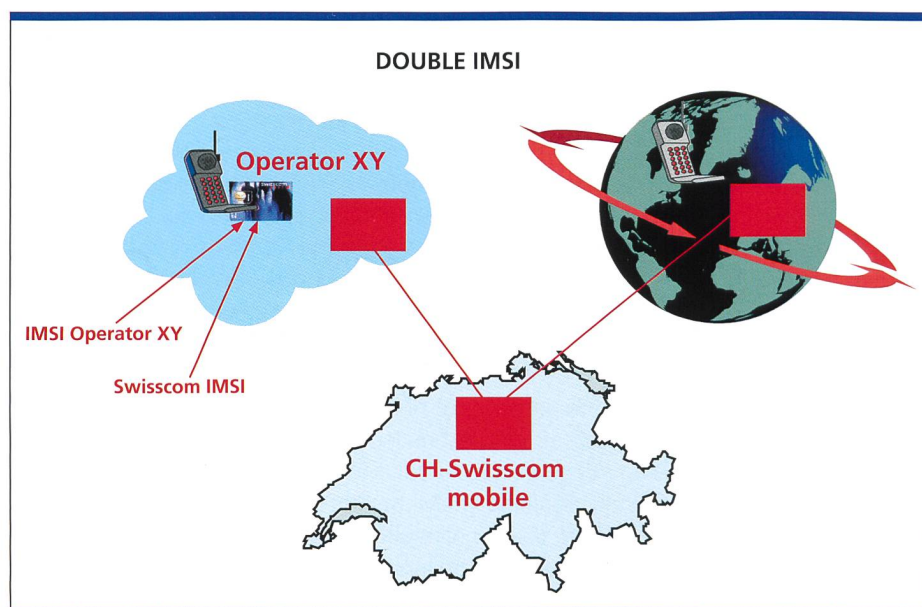 DOUBLE IMSI
Operator XY
IMSI Operator XY
Swisscom IMSI
CH-Swisscom
mobile